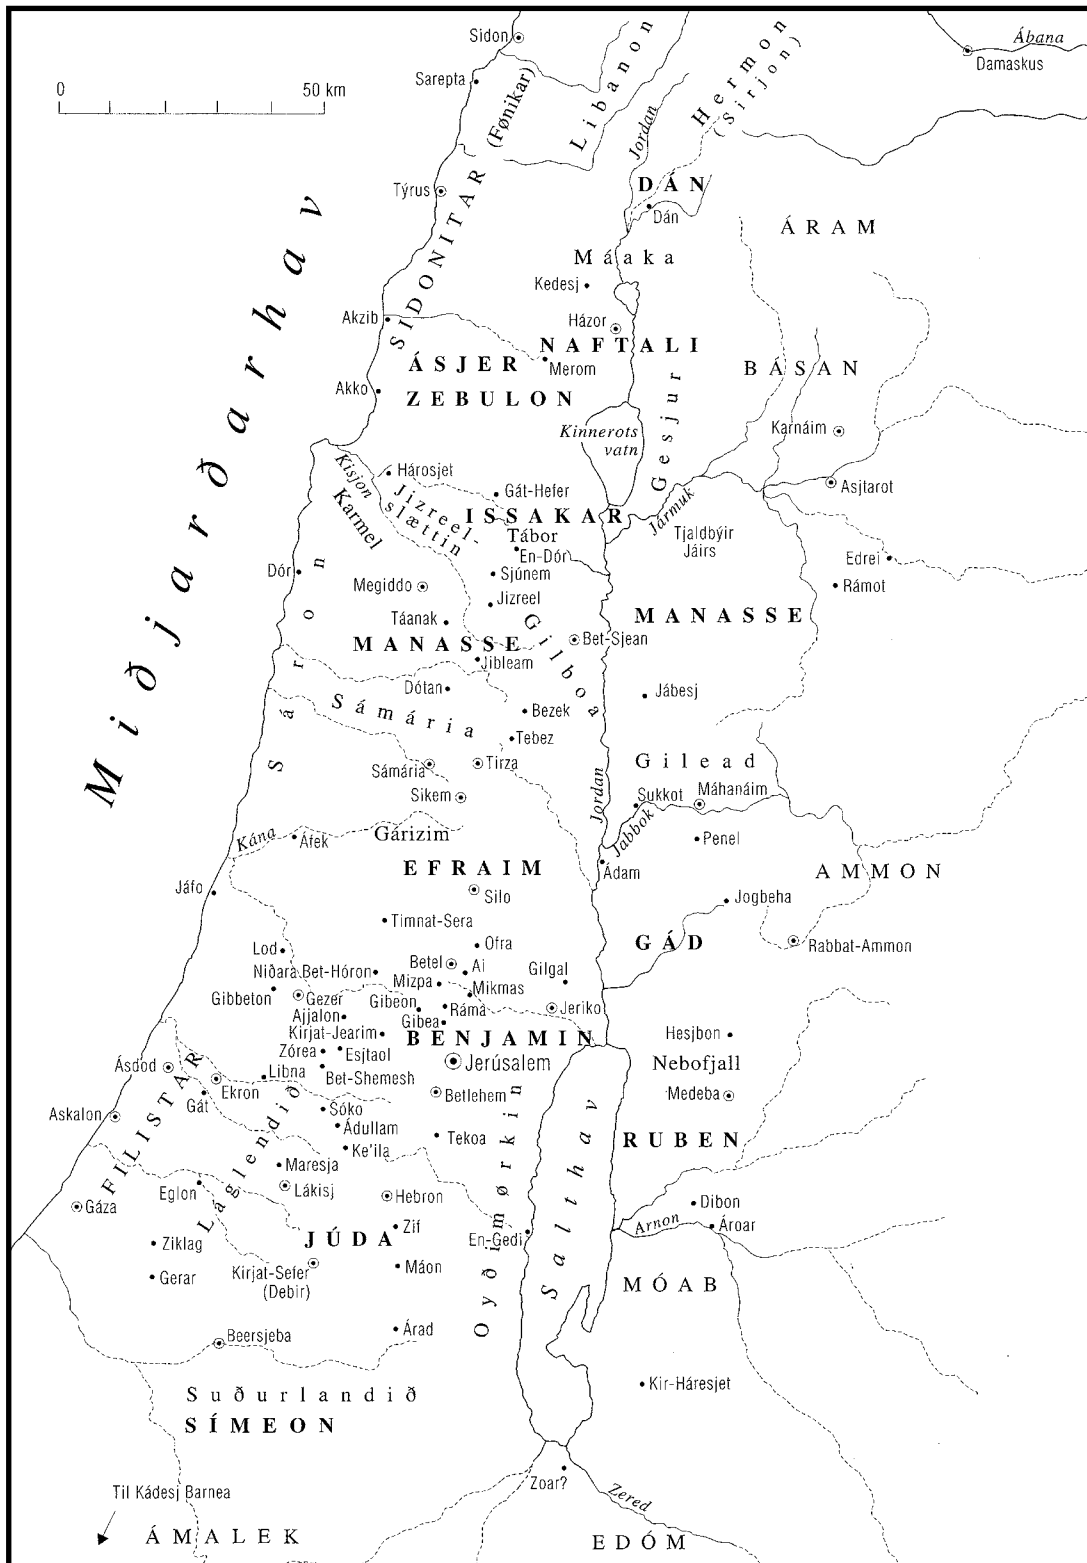 Sidon
Ábana
Damaskus
Sarepta
0 50 km
Libanon
Hermon
(Sirjon)
Jordan
SIDONITAR (Fønikar)
Týrus
DÁN
Dán
ÁRAM
Máaka
Kedesj
Akzib
Házor
NAFTALI
Merom
ÁSJER
ZEBULON
BÁSAN
Akko
Gesjur
Kinnerots
vatn
Karnáim
Miðjarðarhav
Kisjon
Hárosjet
Karmel
Jizreel-
slættin
Gát-Hefer
ISSAKAR
Jármuk
Asjtarot
Tábor
En-Dór
Tjaldbýir
Jáirs
Edrei
Dór
Sjúnem
Megiddo
Rámot
Jizreel
Táanak
Gilboa
MANASSE
MANASSE
Bet-Sjean
Jibleam
Sáron
Dótan
Jábesj
Sámária
Bezek
Tebez
Sámária
Tirza
Gilead
Sikem
Jordan
Sukkot
Máhanáim
Jabbok
Kána
Áfek
Gárizim
Penel
Ádam
EFRAIM
AMMON
Jáfo
Silo
Jogbeha
Timnat-Sera
Ofra
GÁD
Rabbat-Ammon
Lod
Betel
Ai
Niðara Bet-Hóron
Mizpa
Gilgal
Gibbeton
Gezer
Mikmas
Gibeon
Ráma
Jeriko
Ajjalon
Gibea
Kirjat-Jearim
BENJAMIN
Hesjbon
Zórea
Esjtaol
Jerúsalem
Nebofjall
Ásdod
Libna
Bet-Shemesh
Ekron
Betlehem
Medeba
Gát
Askalon
FILISTAR
Láglendið
Sóko
Ádullam
Tekoa
Oyðimørkin
Salthav
RUBEN
Ke'ila
Maresja
Eglon
Lákisj
Hebron
Gáza
Dibon
Zif
Arnon
Ároar
JÚDA
En-Gedi
Ziklag
Kirjat-Sefer
(Debir)
Máon
Gerar
MÓAB
Árad
Beersjeba
Suðurlandið
SÍMEON
Kir-Háresjet
Zoar?
Zered
Til Kádesj Barnea
ÁMALEK
EDÓM